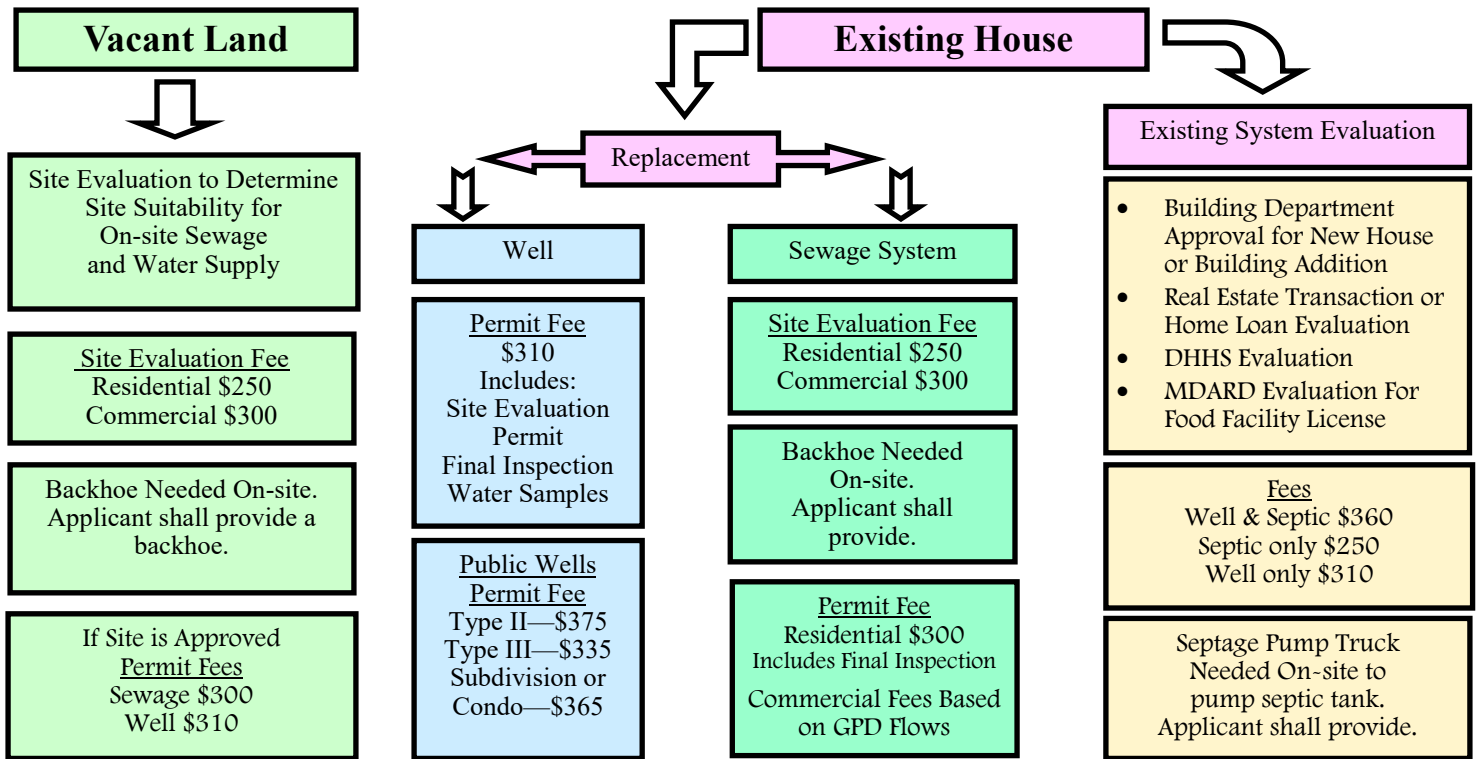 Vacant Land
Site Evaluation to Determine
Site Suitability for
On-site Sewage
and Water Supply
Site Evaluation Fee
Residential $250
Commercial $300
Backhoe Needed On-site.
Applicant shall provide a
backhoe.
If Site is Approved
Permit Fees
Sewage $300
Well $310
Existing House
Replacement
Well
Permit Fee
$310
Includes:
Site Evaluation
Permit
Final Inspection
Water Samples
Public Wells
Permit Fee
Type II—$375
Type III—$335
Subdivision or
Condo—$365
Sewage System
Site Evaluation Fee
Residential $250
Commercial $300
Backhoe Needed
On-site.
Applicant shall
provide.
Permit Fee
Residential $300
Includes Final Inspection
Commercial Fees Based
on GPD Flows
Existing System Evaluation
• Building Department
Approval for New House
or Building Addition
• Real Estate Transaction or
Home Loan Evaluation
• DHHS Evaluation
• MDARD Evaluation For
Food Facility License
Fees
Well & Septic $360
Septic only $250
Well only $310
Septage Pump Truck
Needed On-site to
pump septic tank.
Applicant shall provide.